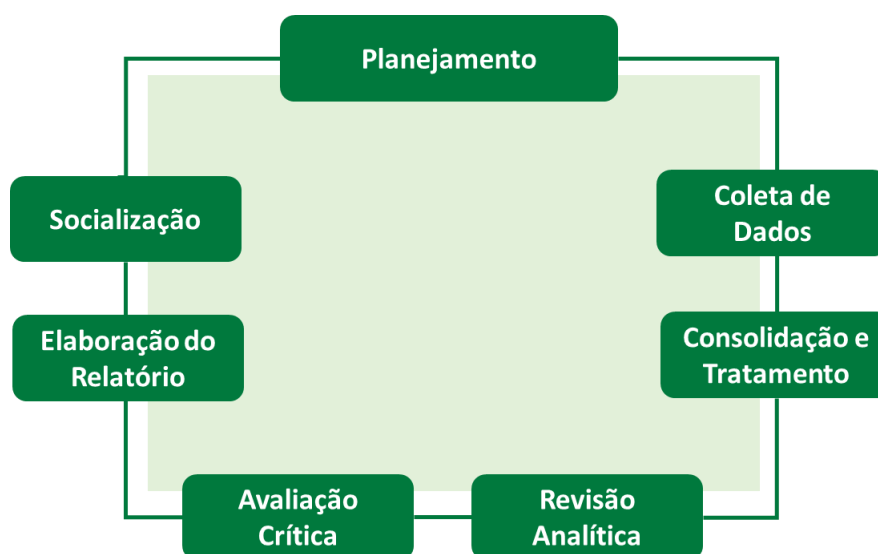 Planejamento
Coleta de
Dados
Consolidação e
Tratamento
Revisão
Analítica
Avaliação
Crítica
Elaboração do
Relatório
Socialização